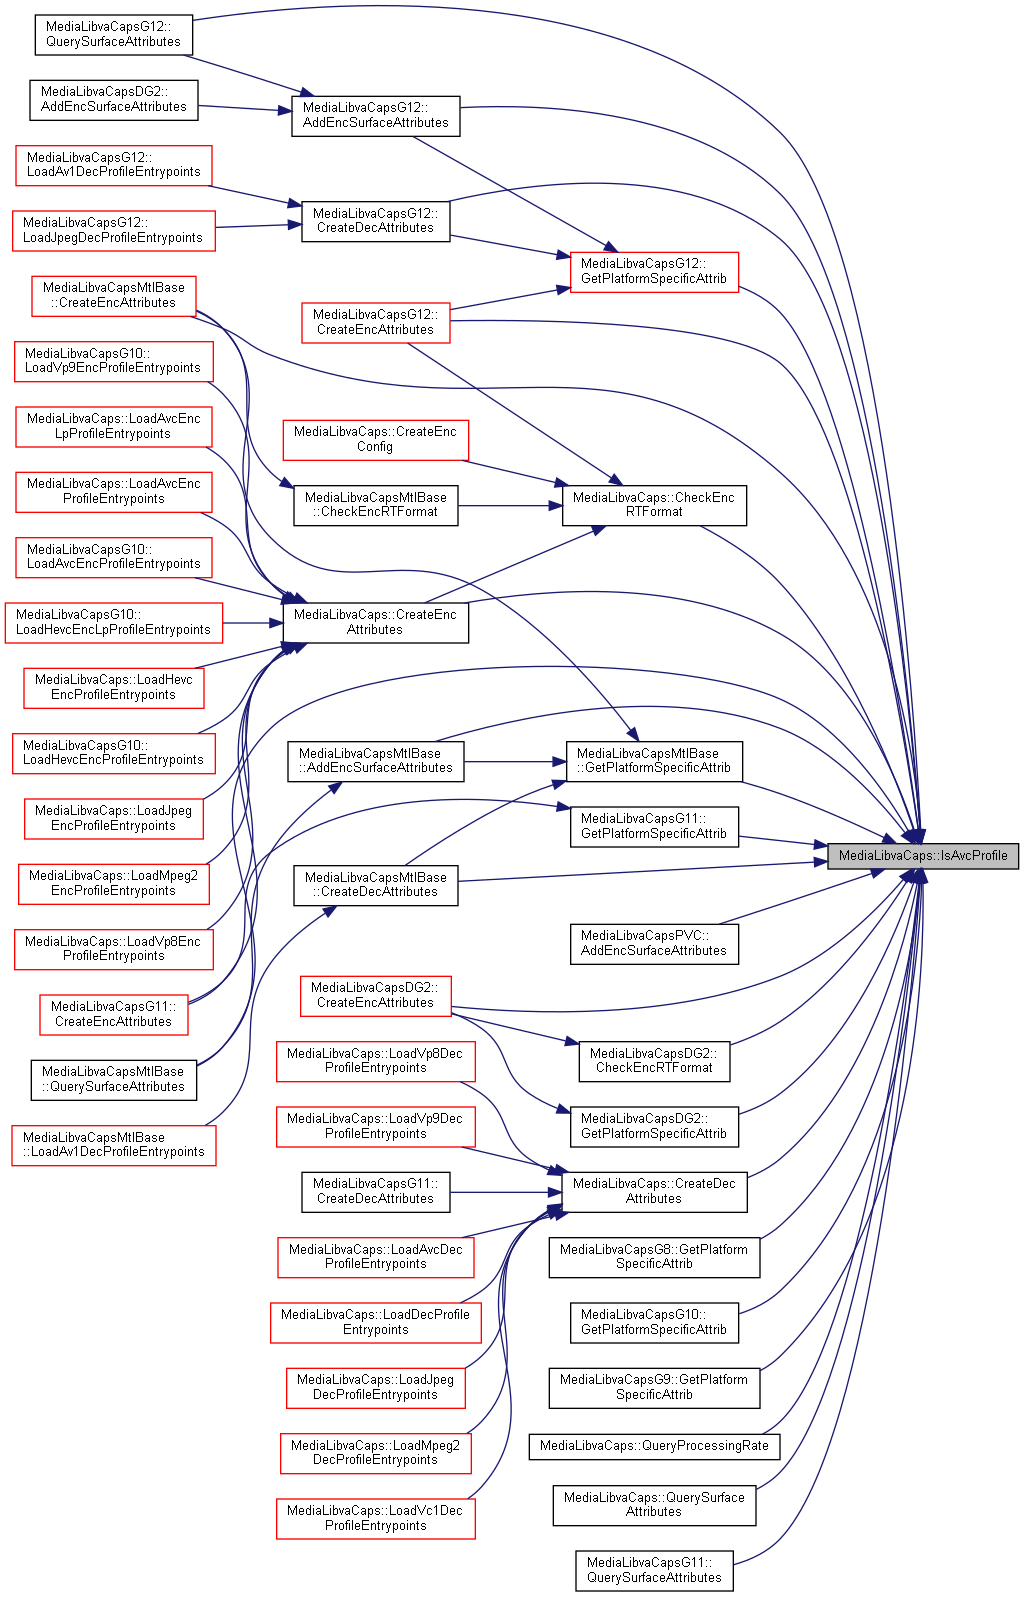 MediaLibvaCapsG12::
QuerySurfaceAttributes
MediaLibvaCapsDG2::
AddEncSurfaceAttributes
MediaLibvaCapsG12::
LoadAv1DecProfileEntrypoints
MediaLibvaCapsG12::
LoadJpegDecProfileEntrypoints
MediaLibvaCapsMtlBase
::CreateEncAttributes
MediaLibvaCapsG10::
LoadVp9EncProfileEntrypoints
MediaLibvaCaps::LoadAvcEnc
LpProfileEntrypoints
MediaLibvaCaps::LoadAvcEnc
ProfileEntrypoints
MediaLibvaCapsG10::
LoadAvcEncProfileEntrypoints
MediaLibvaCapsG10::
LoadHevcEncLpProfileEntrypoints
MediaLibvaCaps::LoadHevc
EncProfileEntrypoints
MediaLibvaCapsG10::
LoadHevcEncProfileEntrypoints
MediaLibvaCaps::LoadJpeg
EncProfileEntrypoints
MediaLibvaCaps::LoadMpeg2
EncProfileEntrypoints
MediaLibvaCaps::LoadVp8Enc
ProfileEntrypoints
MediaLibvaCapsG11::
CreateEncAttributes
MediaLibvaCapsMtlBase
::QuerySurfaceAttributes
MediaLibvaCapsMtlBase
::LoadAv1DecProfileEntrypoints
MediaLibvaCapsG12::
AddEncSurfaceAttributes
MediaLibvaCapsG12::
CreateDecAttributes
MediaLibvaCapsG12::
CreateEncAttributes
MediaLibvaCaps::CreateEnc
Config
MediaLibvaCapsMtlBase
::CheckEncRTFormat
MediaLibvaCaps::CreateEnc
Attributes
MediaLibvaCapsMtlBase
::AddEncSurfaceAttributes
MediaLibvaCapsMtlBase
::CreateDecAttributes
MediaLibvaCapsDG2::
CreateEncAttributes
MediaLibvaCaps::LoadVp8Dec
ProfileEntrypoints
MediaLibvaCaps::LoadVp9Dec
ProfileEntrypoints
MediaLibvaCapsG11::
CreateDecAttributes
MediaLibvaCaps::LoadAvcDec
ProfileEntrypoints
MediaLibvaCaps::LoadDecProfile
Entrypoints
MediaLibvaCaps::LoadJpeg
DecProfileEntrypoints
MediaLibvaCaps::LoadMpeg2
DecProfileEntrypoints
MediaLibvaCaps::LoadVc1Dec
ProfileEntrypoints
MediaLibvaCapsG12::
GetPlatformSpecificAttrib
MediaLibvaCaps::CheckEnc
RTFormat
MediaLibvaCapsMtlBase
::GetPlatformSpecificAttrib
MediaLibvaCapsG11::
GetPlatformSpecificAttrib
MediaLibvaCapsPVC::
AddEncSurfaceAttributes
MediaLibvaCapsDG2::
CheckEncRTFormat
MediaLibvaCapsDG2::
GetPlatformSpecificAttrib
MediaLibvaCaps::CreateDec
Attributes
MediaLibvaCapsG8::GetPlatform
SpecificAttrib
MediaLibvaCapsG10::
GetPlatformSpecificAttrib
MediaLibvaCapsG9::GetPlatform
SpecificAttrib
MediaLibvaCaps::QueryProcessingRate
MediaLibvaCaps::QuerySurface
Attributes
MediaLibvaCapsG11::
QuerySurfaceAttributes
MediaLibvaCaps::IsAvcProfile